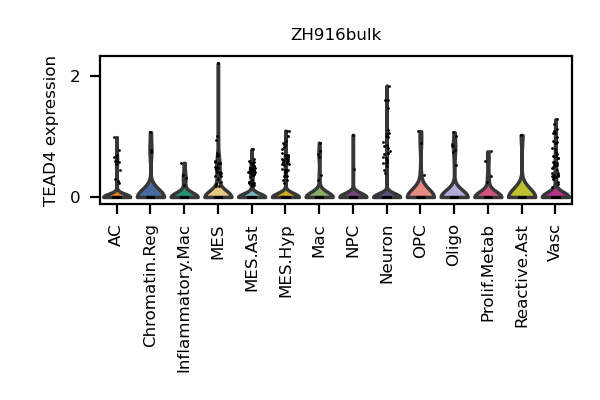 ZH916bulk
TEAD4 expression
2
0
AC
Chromatin.Reg
Inflammatory.Mac
MES
MES.Ast
MES.Hyp
Mac
NPC
Neuron
OPC
Oligo
Prolif.Metab
Reactive.Ast
Vasc